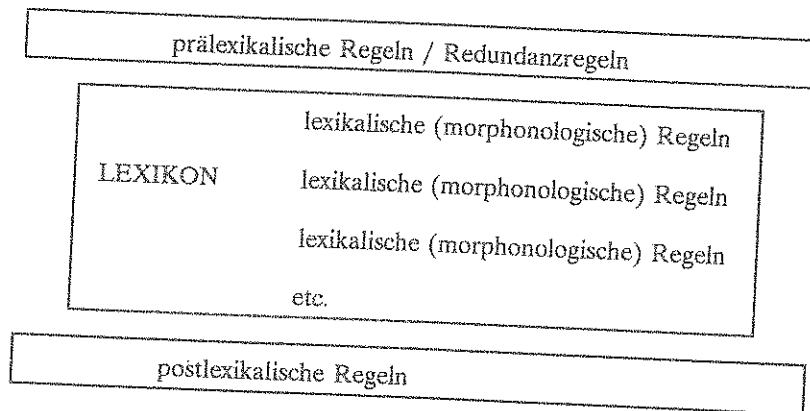 prälexikalische Regeln / Redundanzregeln
lexikalische (morphonologische) Regeln
LEXIKON lexikalische (morphonologische) Regeln
lexikalische (morphonologische) Regeln
etc.
postlexikalische Regeln